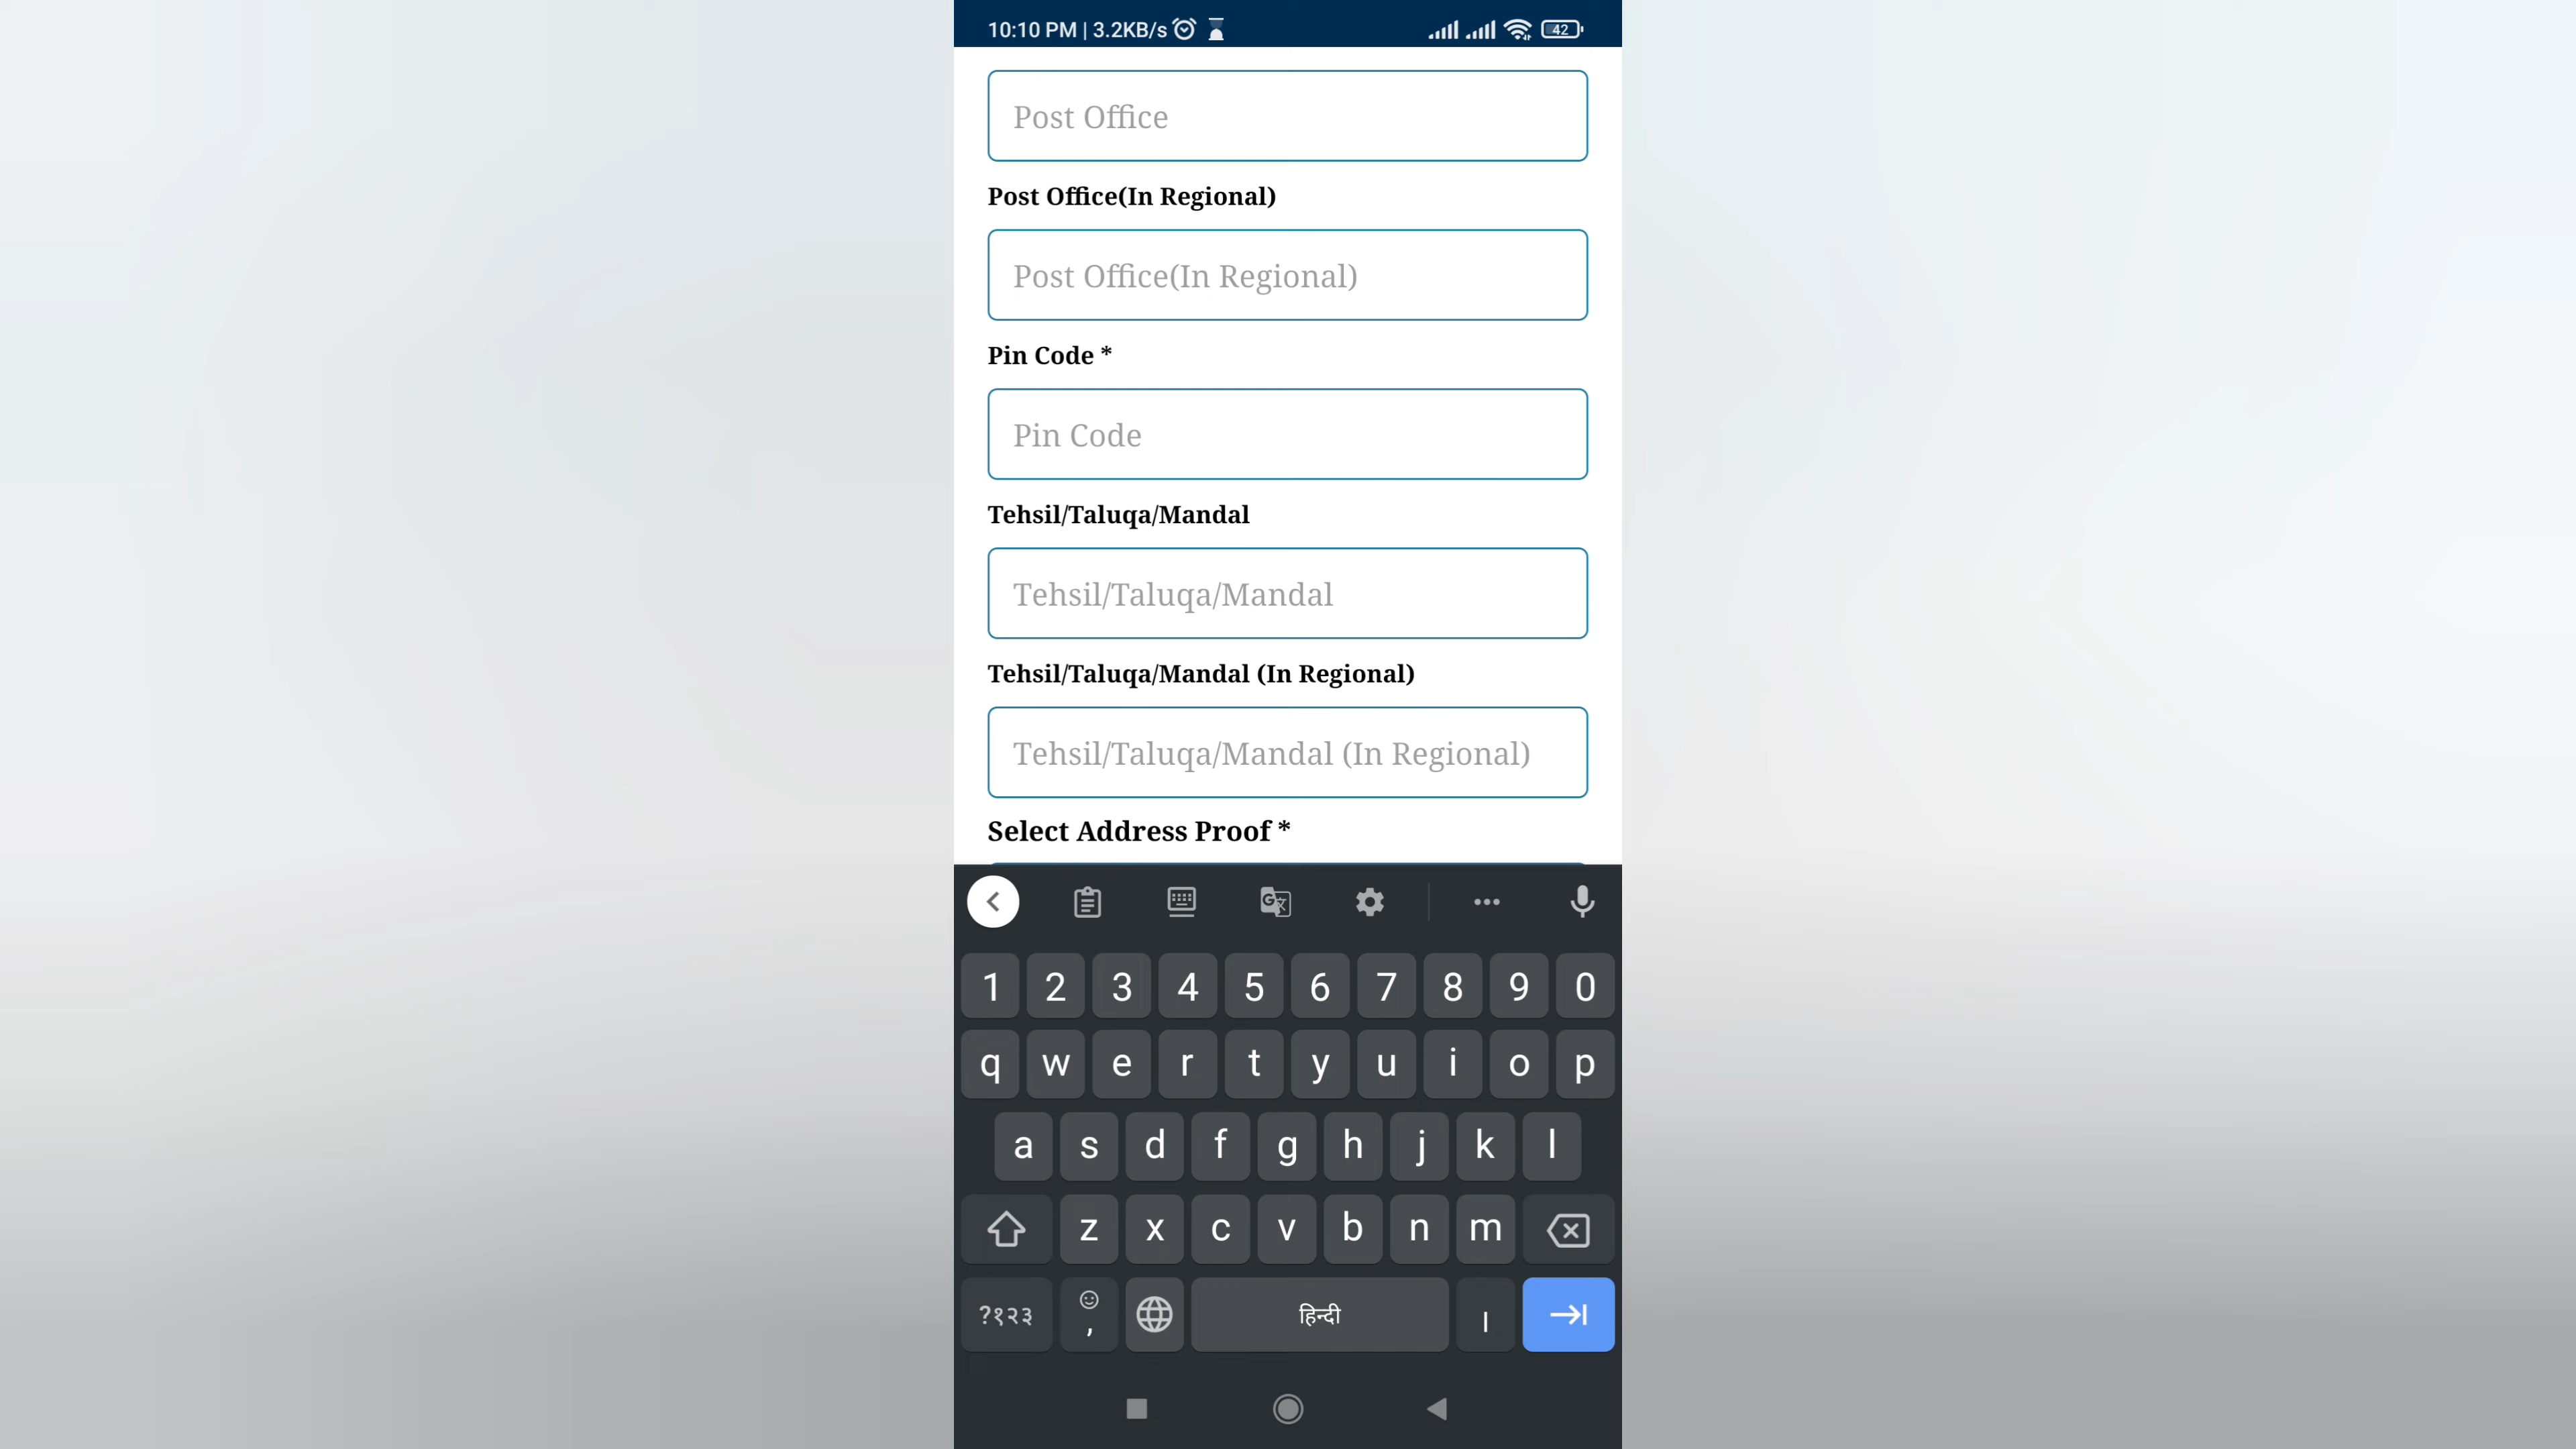 10:10 PM | 3.2KB/s 42
Post Office
Post Office(In Regional)
Post Office(In Regional)
Pin Code *
Pin Code
Tehsil/Taluqa/Mandal
Tehsil/Taluqa/Mandal
Tehsil/Taluqa/Mandal (In Regional)
Tehsil/Taluqa/Mandal (In Regional)
Select Address Proof *
1 2 3 4 5 6 7 8 9 0
q w e r t y u i o p
a s d f g h j k l
z x c v b n m
?१२३ , हिन्दी ।